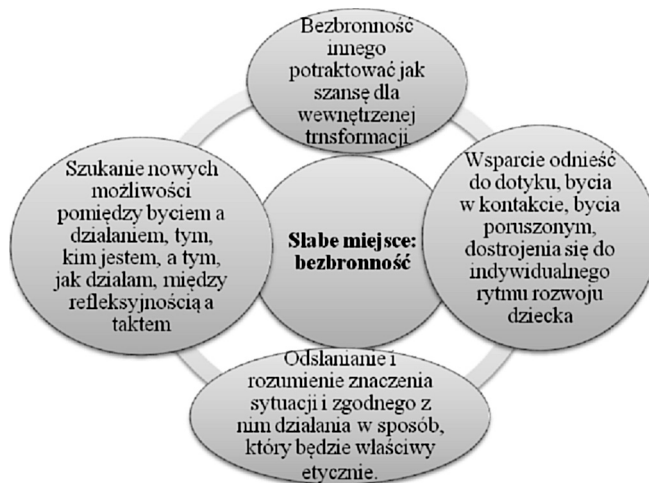 Bezbronność
innego
potraktować jak
szansę dla
wewnętrzenej
trnsformacji
Szukanie nowych
możliwości
pomiędzy byciem a
działaniem, tym,
kim jestem, a tym,
jak działam, między
refleksyjnością a
taktem
Słabe miejsce:
bezbronność
Wsparcie odnieść
do dotyku, bycia
w kontakcie, bycia
poruszonym,
dostrojenia się do
indywidualnego
rytmu rozwoju
dziecka
Odsłanianie i
rozumienie znaczenia
sytuacji i zgodnego z
nim działania w sposób,
który będzie właściwy
etycznie.